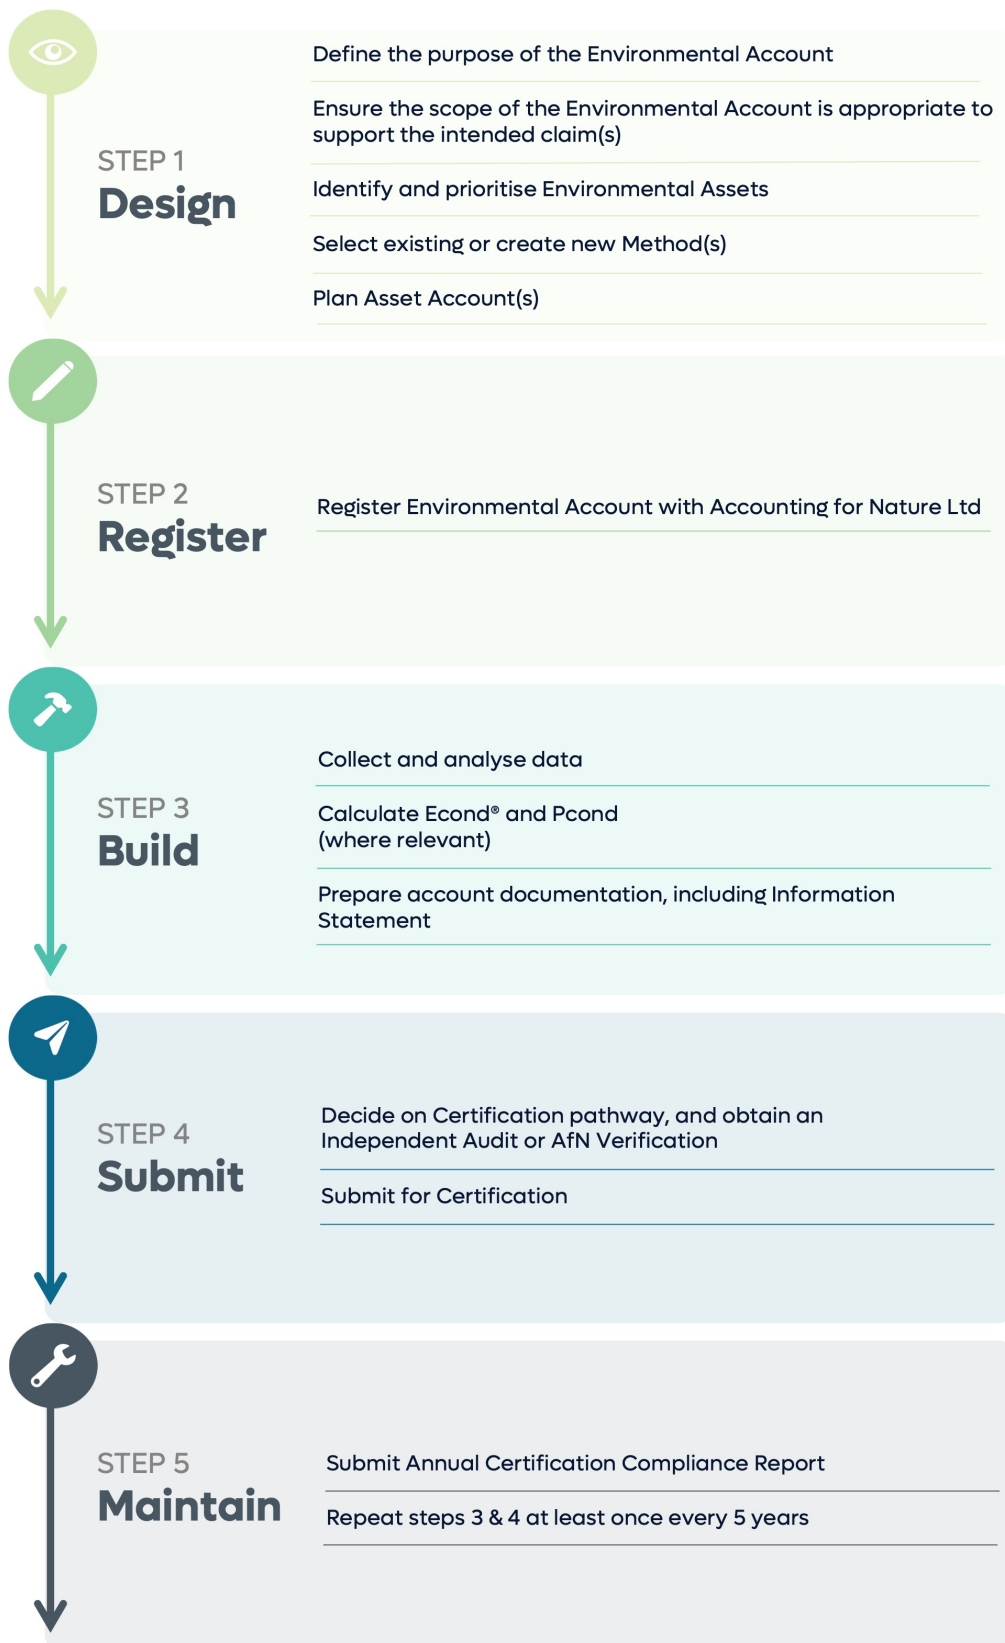 STEP 1
Design
Define the purpose of the Environmental Account
Ensure the scope of the Environmental Account is appropriate to
support the intended claim(s)
Identify and prioritise Environmental Assets
Select existing or create new Method(s)
Plan Asset Account(s)
STEP 2
Register
Register Environmental Account with Accounting for Nature Ltd
STEP 3
Build
Collect and analyse data
Calculate Econd® and Pcond
(where relevant)
Prepare account documentation, including Information
Statement
STEP 4
Submit
Decide on Certification pathway, and obtain an
Independent Audit or AfN Verification
Submit for Certification
STEP 5
Maintain
Submit Annual Certification Compliance Report
Repeat steps 3 & 4 at least once every 5 years